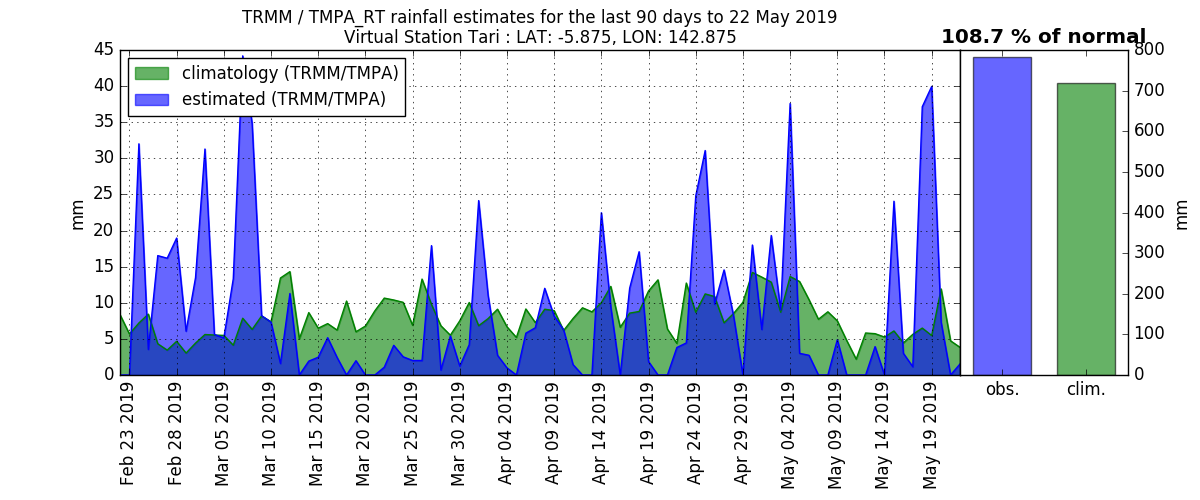 TRMM / TMPA_RT rainfall estimates for the last 90 days to 22 May 2019
Virtual Station Tari : LAT: -5.875, LON: 142.875
108.7 % of normal
climatology (TRMM/TMPA)
estimated (TRMM/TMPA)
mm
45
40
35
30
25
20
15
10
5
0
Feb 23 2019
Feb 28 2019
Mar 05 2019
Mar 10 2019
Mar 15 2019
Mar 20 2019
Mar 25 2019
Mar 30 2019
Apr 04 2019
Apr 09 2019
Apr 14 2019
Apr 19 2019
Apr 24 2019
Apr 29 2019
May 04 2019
May 09 2019
May 14 2019
May 19 2019
obs.
clim.
800
700
600
500
400
300
200
100
0
mm